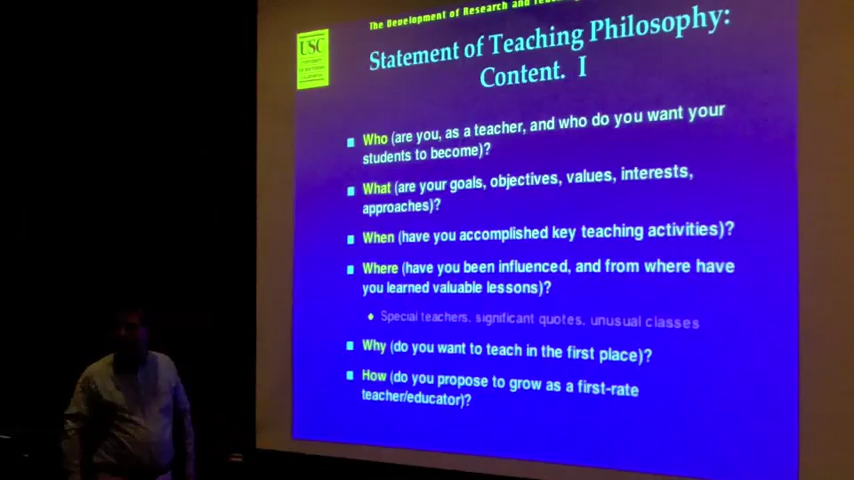 The Development of Research and
USC
Statement of Teaching Philosophy:
Content. I
Who (are you, as a teacher, and who do you want your
students to become)?
What (are your goals, objectives, values, interests,
approaches)?
When (have you accomplished key teaching activities)?
Where (have you been influenced, and from where have
you learned valuable lessons)?
Special teachers, significant quotes, unusual classes
Why (do you want to teach in the first place)?
How (do you propose to grow as a first-rate
teacher/educator)?